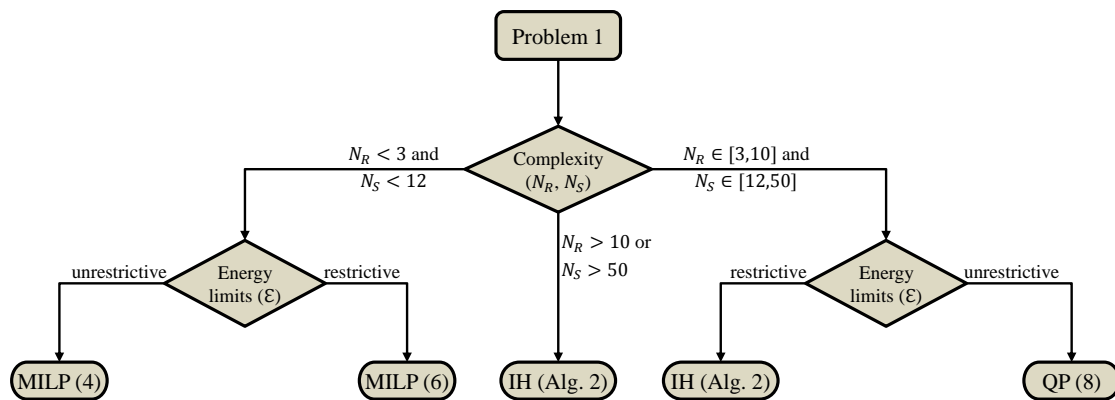 Problem 1
N_R < 3 and
N_S < 12
Complexity
(N_R, N_S)
N_R ∈ [3,10] and
N_S ∈ [12,50]
N_R > 10 or
N_S > 50
unrestrictive
Energy
limits (ℇ)
restrictive
restrictive
Energy
limits (ℇ)
unrestrictive
MILP (4)
MILP (6)
IH (Alg. 2)
IH (Alg. 2)
QP (8)